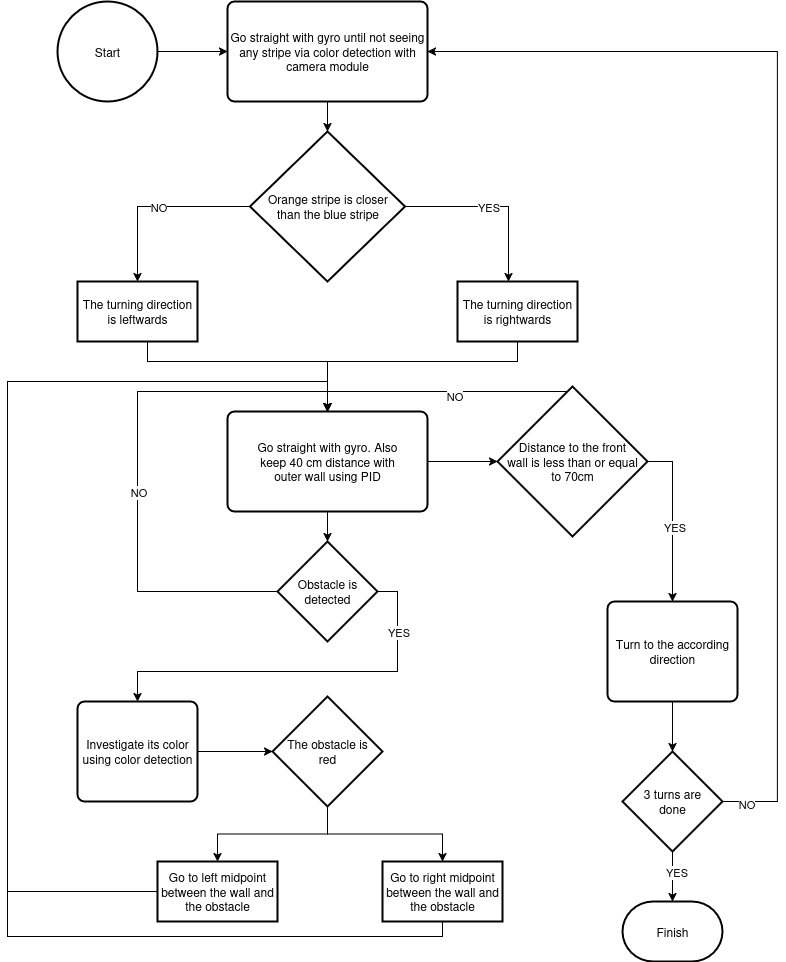 Start
Go straight with gyro until not seeing
any stripe via color detection with
camera module
Orange stripe is closer
than the blue stripe
NO
YES
The turning direction
is leftwards
The turning direction
is rightwards
NO
Go straight with gyro. Also
keep 40 cm distance with
outer wall using PID
Distance to the front
wall is less than or equal
to 70cm
NO
YES
Obstacle is
detected
YES
Turn to the according
direction
Investigate its color
using color detection
The obstacle is
red
3 turns are
done
NO
YES
Go to left midpoint
between the wall and
the obstacle
Go to right midpoint
between the wall and
the obstacle
Finish